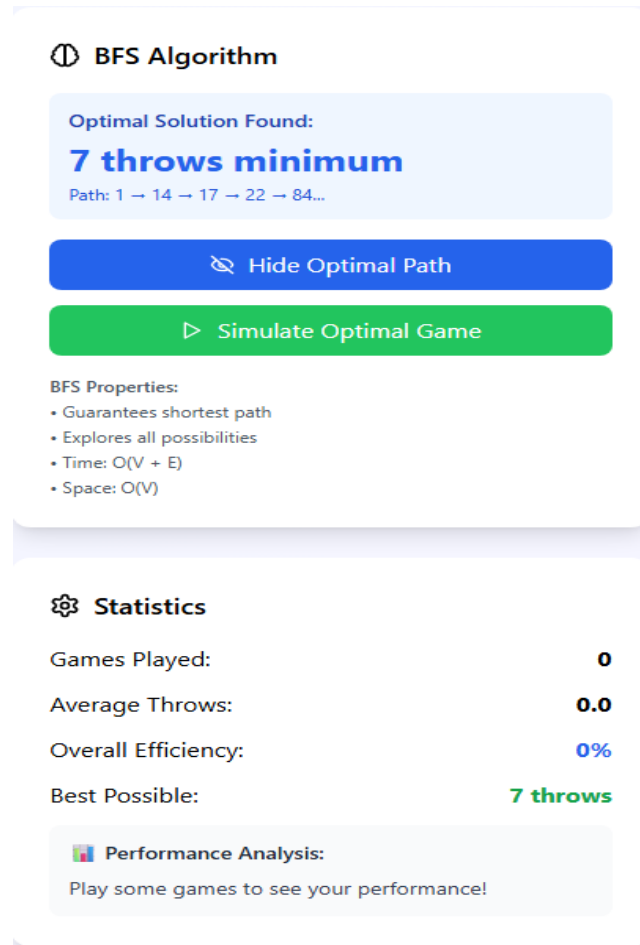 BFS Algorithm
Optimal Solution Found:
7 throws minimum
Path: 1 → 14 → 17 → 22 → 84...
Hide Optimal Path
Simulate Optimal Game
BFS Properties:
• Guarantees shortest path
• Explores all possibilities
• Time: O(V + E)
• Space: O(V)
Statistics
Games Played: 0
Average Throws: 0.0
Overall Efficiency: 0%
Best Possible: 7 throws
📊 Performance Analysis:
Play some games to see your performance!